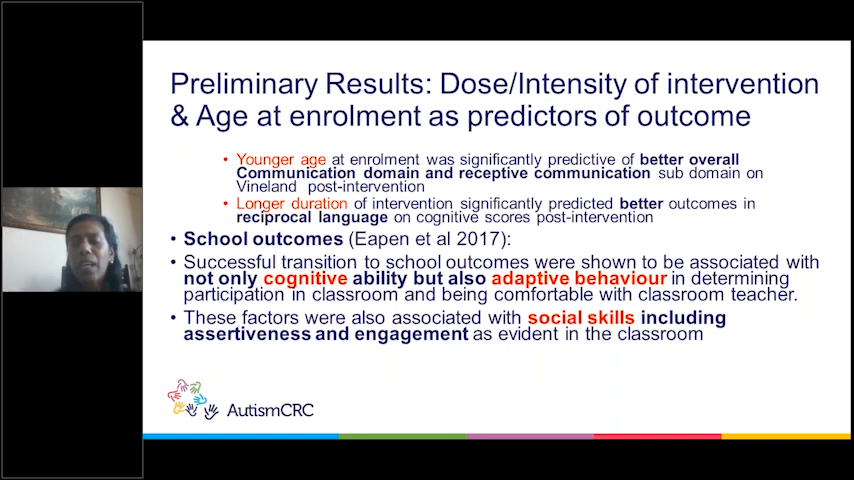 Preliminary Results: Dose/Intensity of intervention
& Age at enrolment as predictors of outcome
• Younger age at enrolment was significantly predictive of better overall
Communication domain and receptive communication sub domain on
Vineland post-intervention
• Longer duration of intervention significantly predicted better outcomes in
reciprocal language on cognitive scores post-intervention
• School outcomes (Eapen et al 2017):
• Successful transition to school outcomes were shown to be associated with
not only cognitive ability but also adaptive behaviour in determining
participation in classroom and being comfortable with classroom teacher.
• These factors were also associated with social skills including
assertiveness and engagement as evident in the classroom
AutismCRC